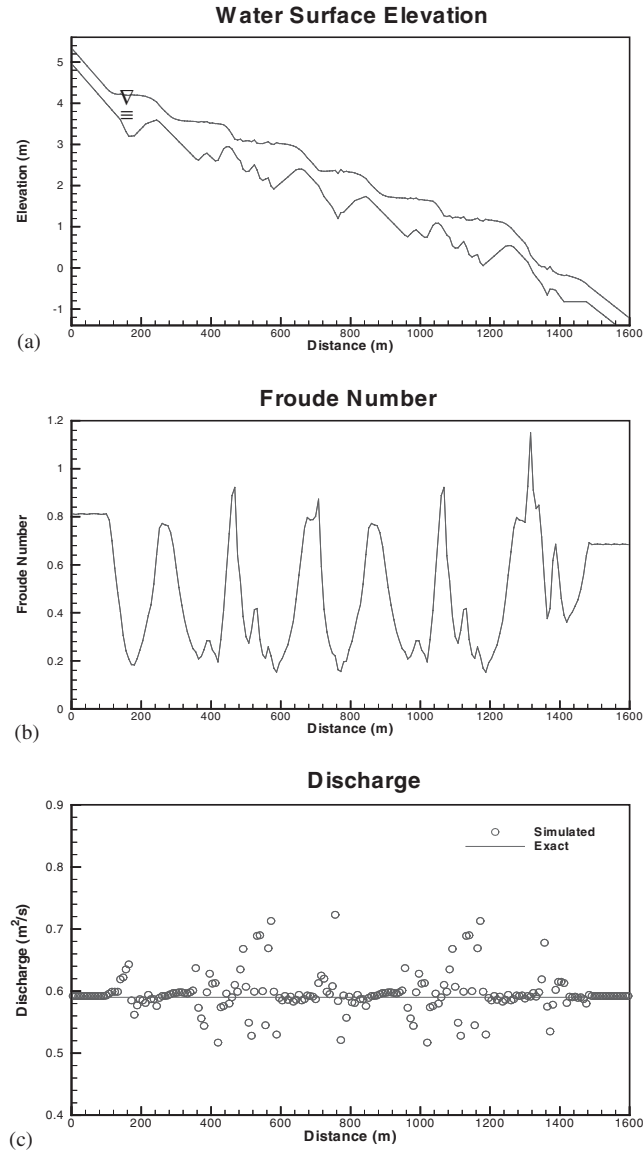 Water Surface Elevation
5
4
3
2
1
0
-1
Elevation (m)
∇
0 200 400 600 800 1000 1200 1400 1600
Distance (m)
(a)
Froude Number
1.2
1
0.8
0.6
0.4
0.2
0
Froude Number
0 200 400 600 800 1000 1200 1400 1600
Distance (m)
(b)
Discharge
0.9
0.8
0.7
0.6
0.5
0.4
Discharge (m²/s)
Simulated
Exact
0 200 400 600 800 1000 1200 1400 1600
Distance (m)
(c)